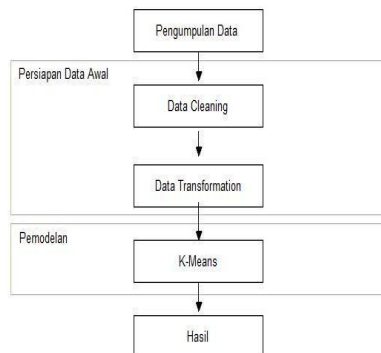 Pengumpulan Data
Persiapan Data Awal
Data Cleaning
Data Transformation
Pemodelan
K-Means
Hasil